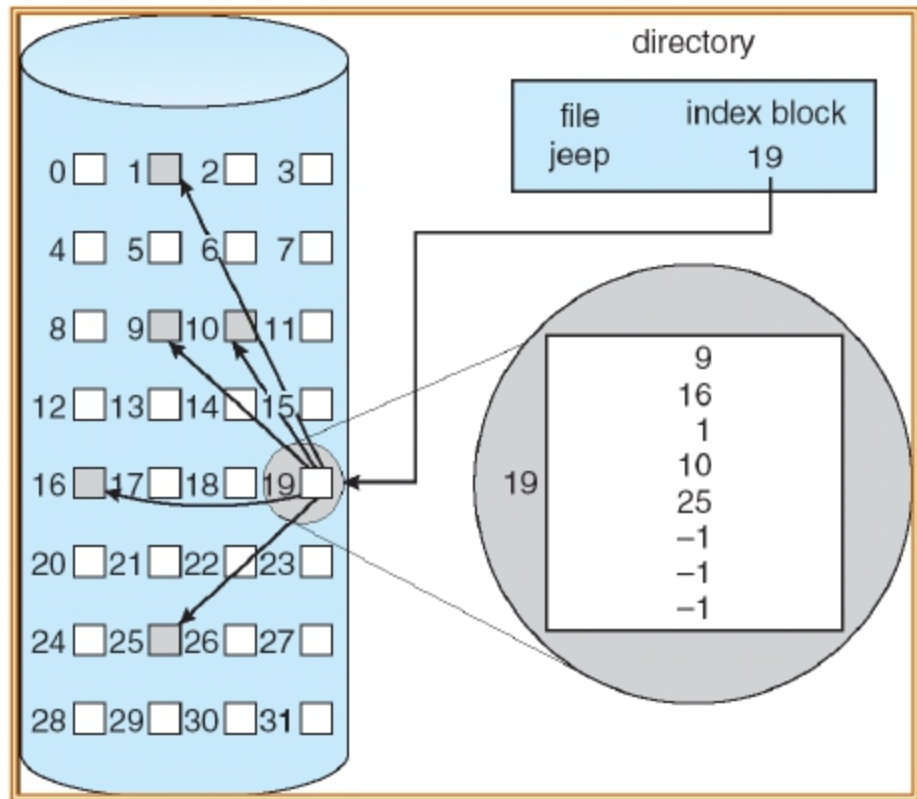 directory
file index block
jeep 19
0 1 2 3
4 5 6 7
8 9 10 11
12 13 14 15
16 17 18 19
20 21 22 23
24 25 26 27
28 29 30 31
19
9
16
1
10
25
–1
–1
–1